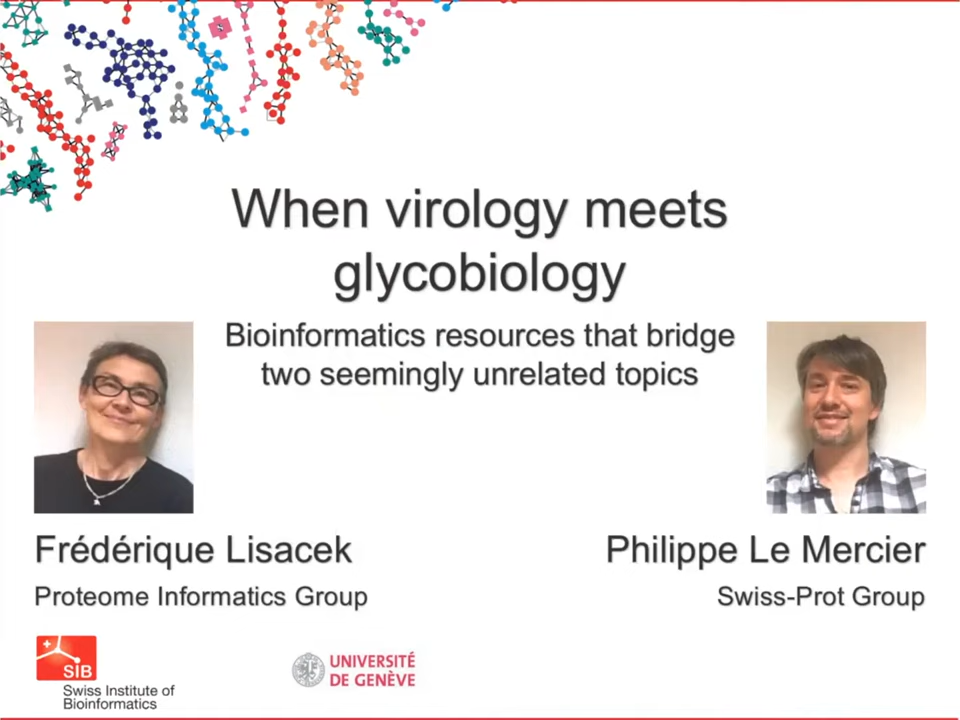 When virology meets
glycobiology
Bioinformatics resources that bridge
two seemingly unrelated topics
Frédérique Lisacek
Proteome Informatics Group
Philippe Le Mercier
Swiss-Prot Group
SIB
Swiss Institute of
Bioinformatics
UNIVERSITÉ
DE GENÈVE